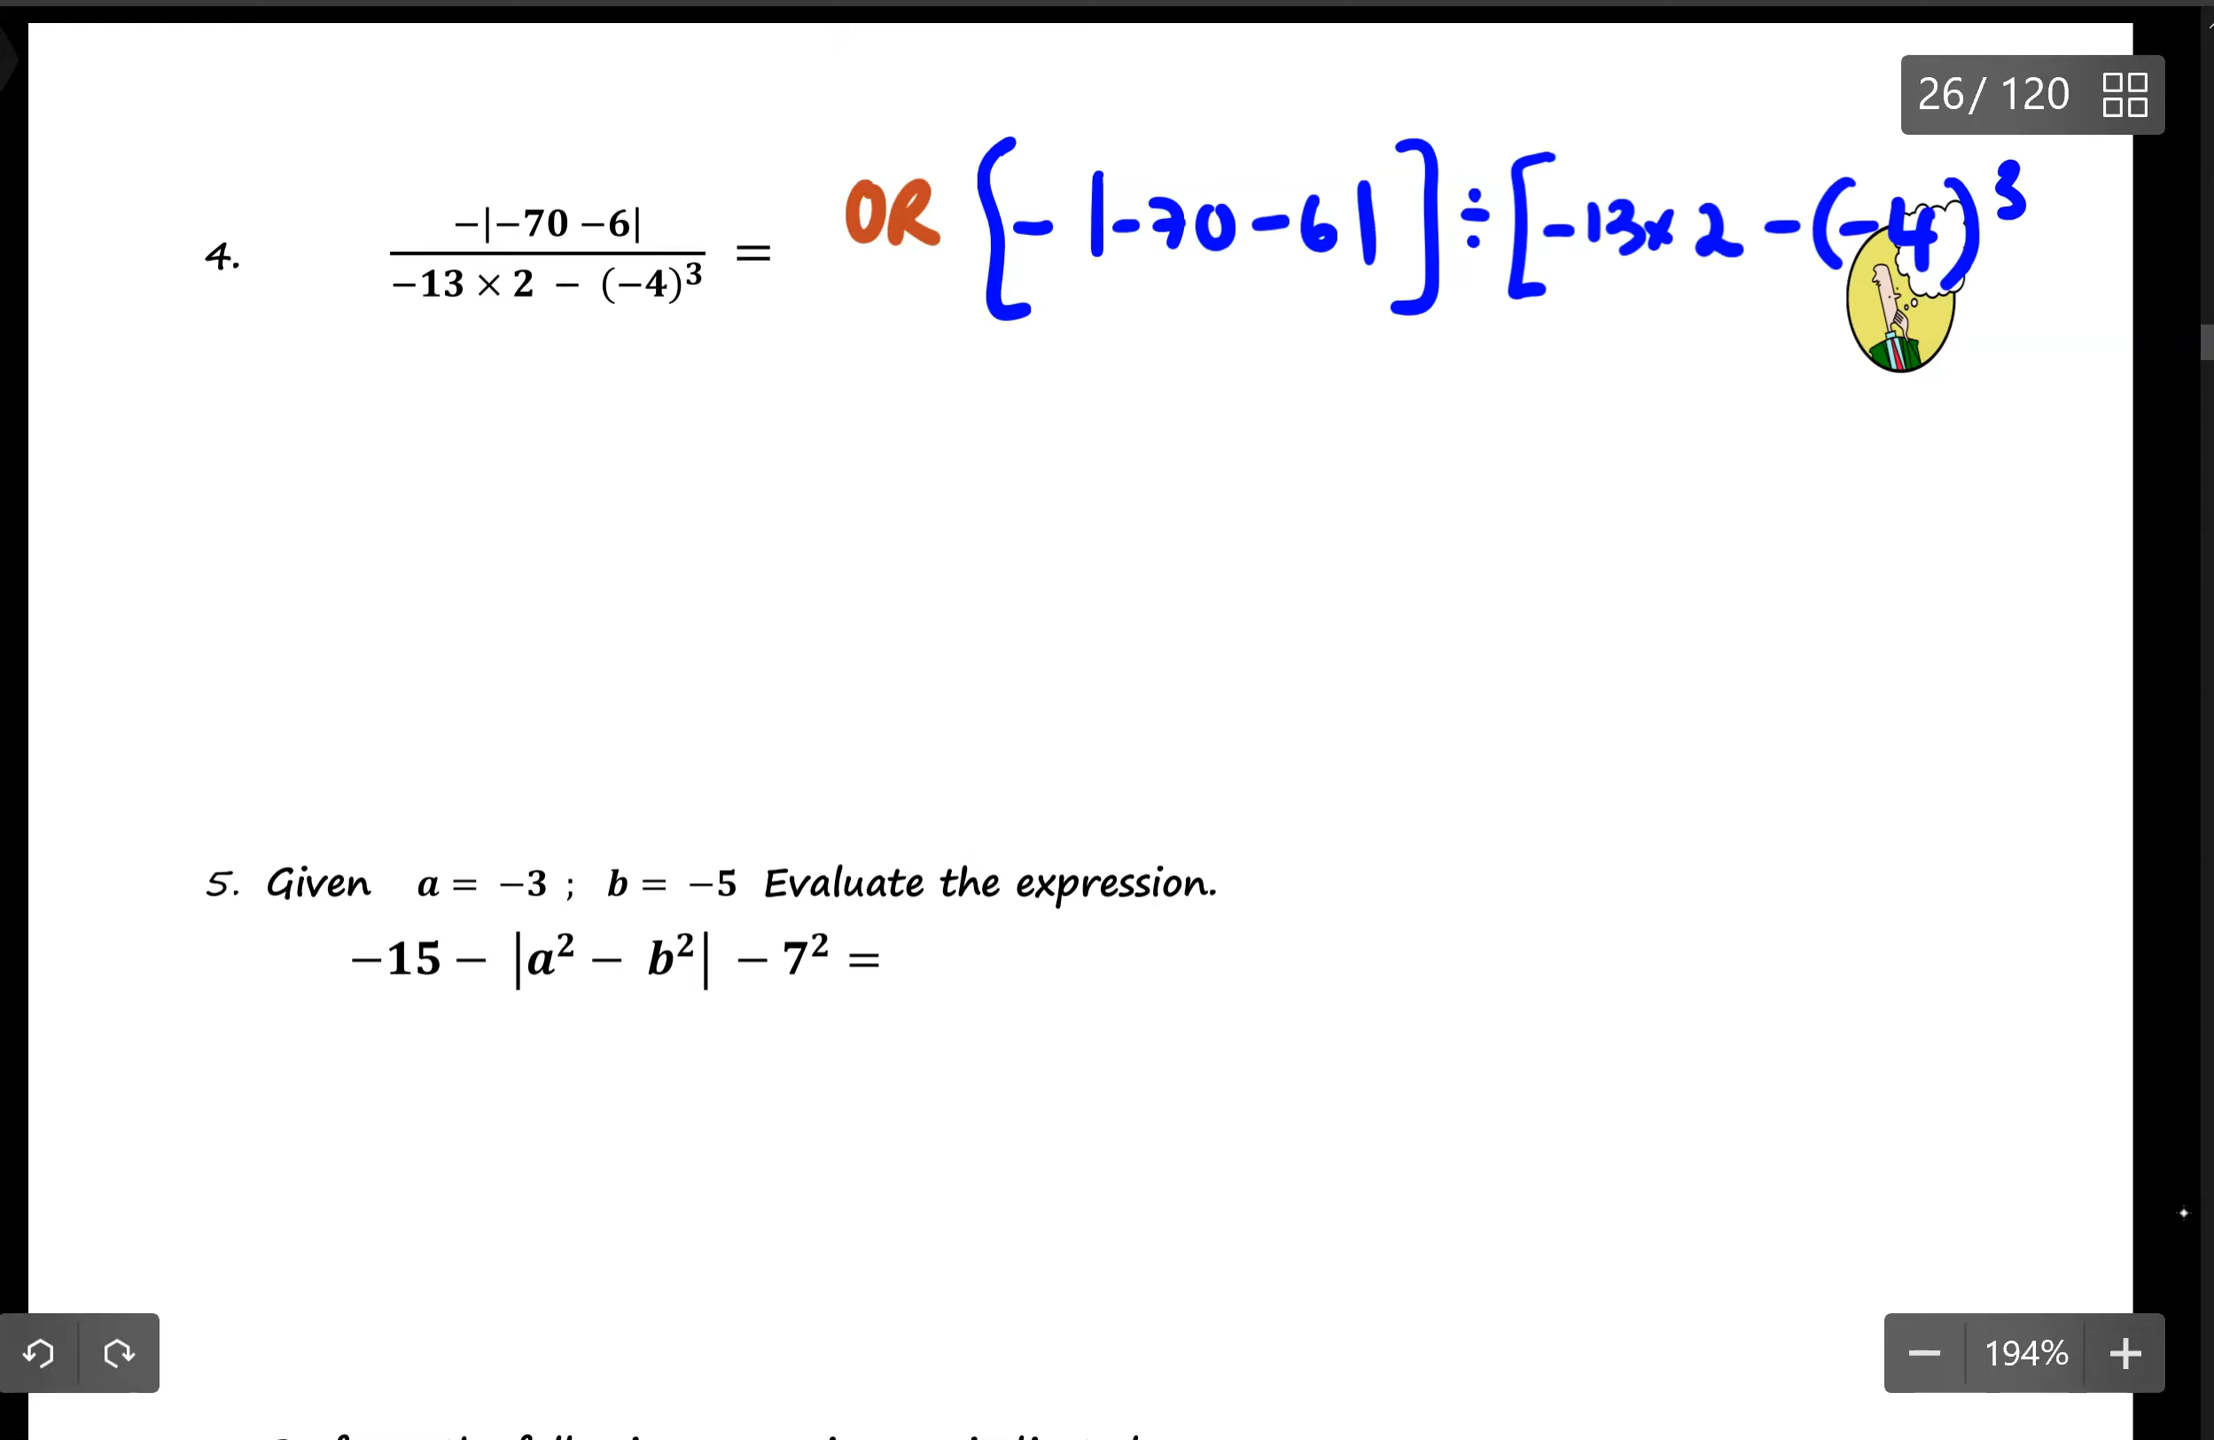 26/ 120
4. −|−70 −6| / −13 × 2 − (−4)³ = OR [− |−70−6|] ÷ [−13×2 −(−4)³
5. Given a = −3 ; b = −5 Evaluate the expression.
−15 − |a² − b²| − 7² =
194%